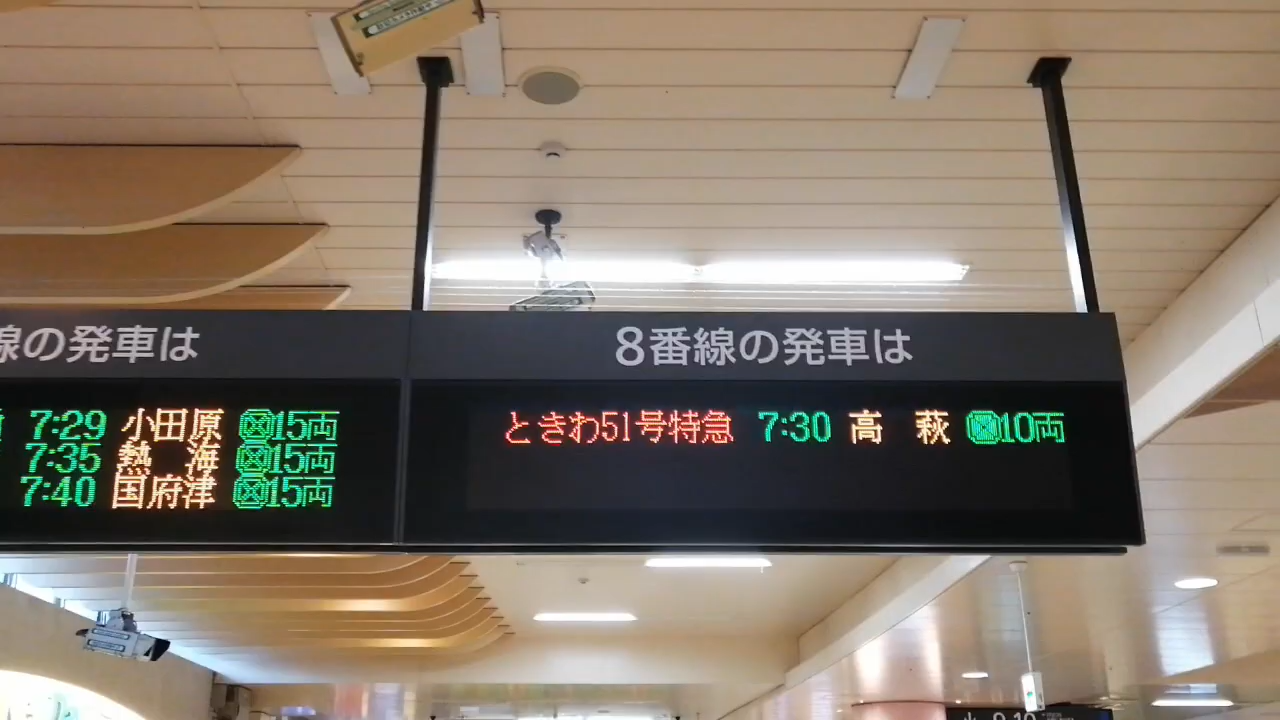 線の発車は
7:29 小田原 15両
7:35 熱海 15両
7:40 国府津 15両
8番線の発車は
ときわ51号特急 7:30 高萩 10両